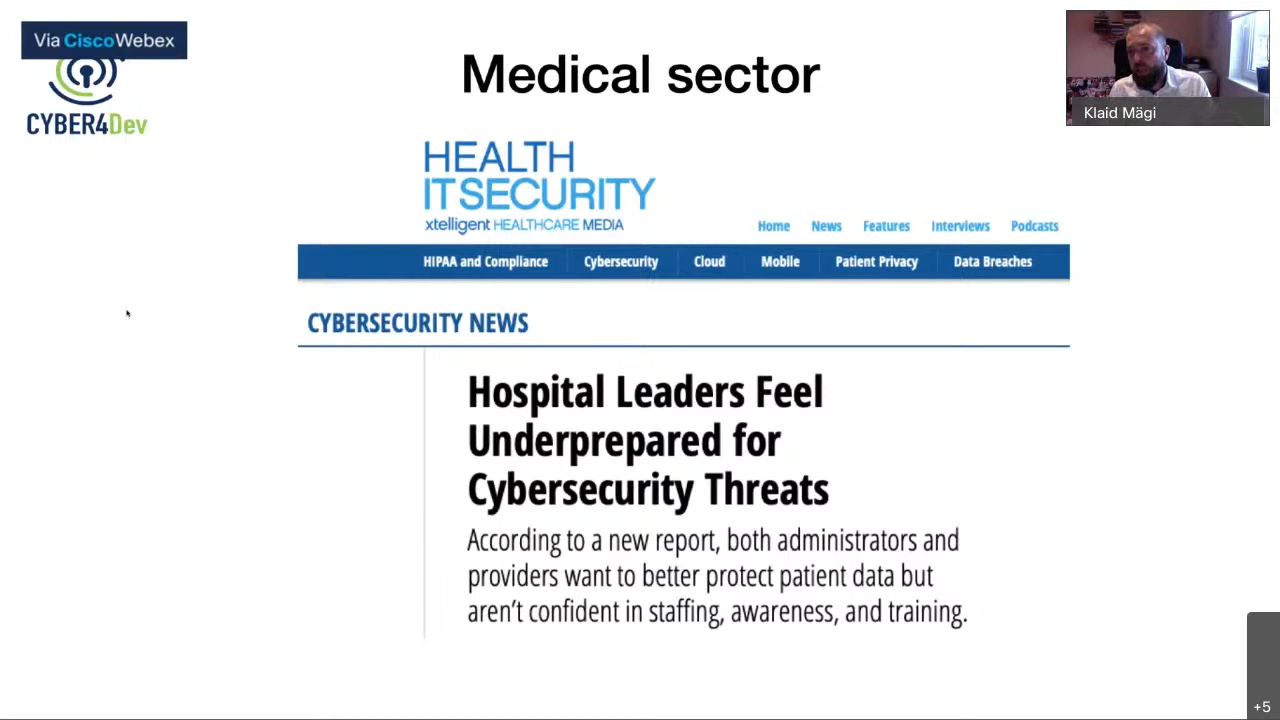 Via CiscoWebex
CYBER4Dev
Medical sector
Klaid Mägi
HEALTH
ITSECURITY
xtelligent HEALTHCARE MEDIA
Home News Features Interviews Podcasts
HIPAA and Compliance Cybersecurity Cloud Mobile Patient Privacy Data Breaches
CYBERSECURITY NEWS
Hospital Leaders Feel
Underprepared for
Cybersecurity Threats
According to a new report, both administrators and
providers want to better protect patient data but
aren't confident in staffing, awareness, and training.
+5